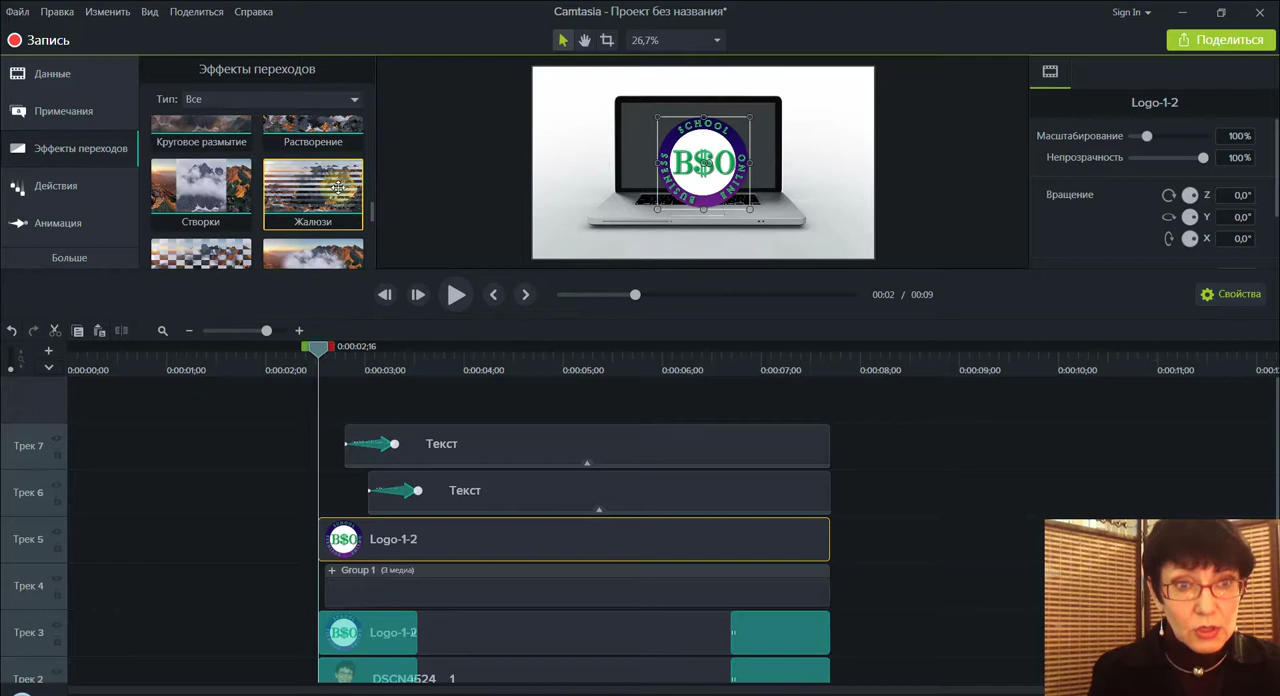 Файл Правка Изменить Вид Поделиться Справка
Camtasia - Проект без названия*
Sign In
Запись
26,7%
Поделиться
Данные
Примечания
Эффекты переходов
Действия
Анимация
Больше
Эффекты переходов
Тип: Все
Круговое размытие
Растворение
Створки
Жалюзи
SCHOOL
ONLINE
BUSINESS
B$O
Logo-1-2
Масштабирование 100%
Непрозрачность 100%
Вращение Z 0,0°
Y 0,0°
X 0,0°
00:02 / 00:09
Свойства
0:00:02;16
0:00:00;00 0:00:01;00 0:00:02;00 0:00:03;00 0:00:04;00 0:00:05;00 0:00:06;00 0:00:07;00 0:00:08;00 0:00:09;00 0:00:10;00 0:00:11;00
Трек 7 Текст
Трек 6 Текст
Трек 5 B$O Logo-1-2
Трек 4 + Group 1 (3 медиа)
Трек 3 B$O Logo-1-2
Трек 2 DSCN4524 1